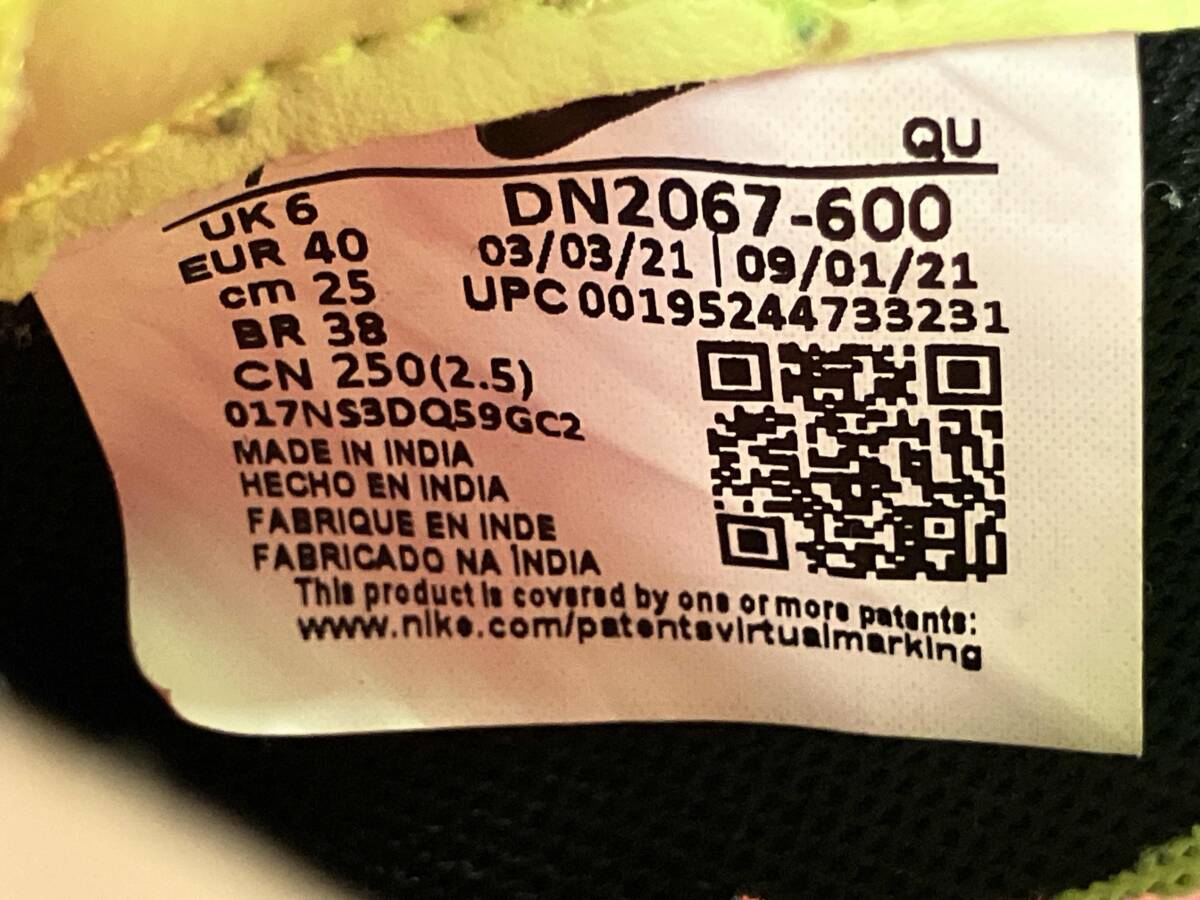 QU
UK 6
EUR 40
cm 25
BR 38
CN 250(2.5)
017NS3DQ59GC2
MADE IN INDIA
HECHO EN INDIA
FABRIQUE EN INDE
FABRICADO NA ÍNDIA
DN2067-600
03/03/21 | 09/01/21
UPC 00195244733231
This product is covered by one or more patents:
www.nike.com/patentsvirtualmarking